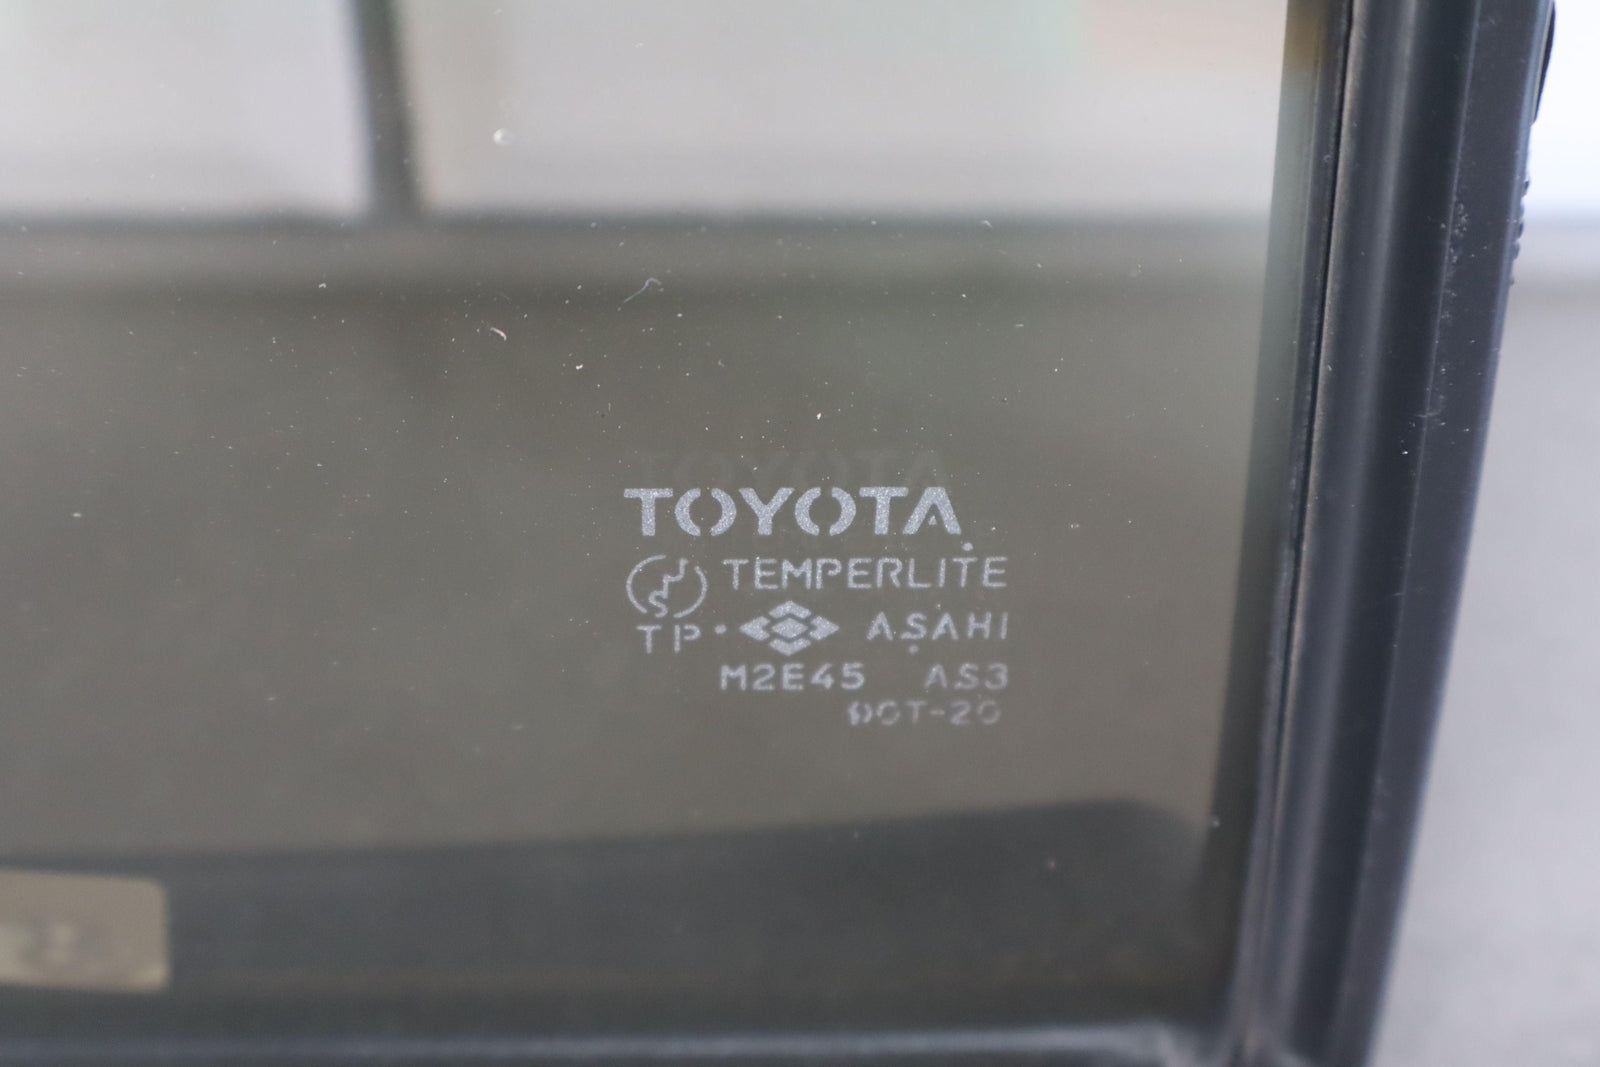 TOYOTA
TEMPERLITE
TP ASAHI
M2E45 AS3
DOT-20